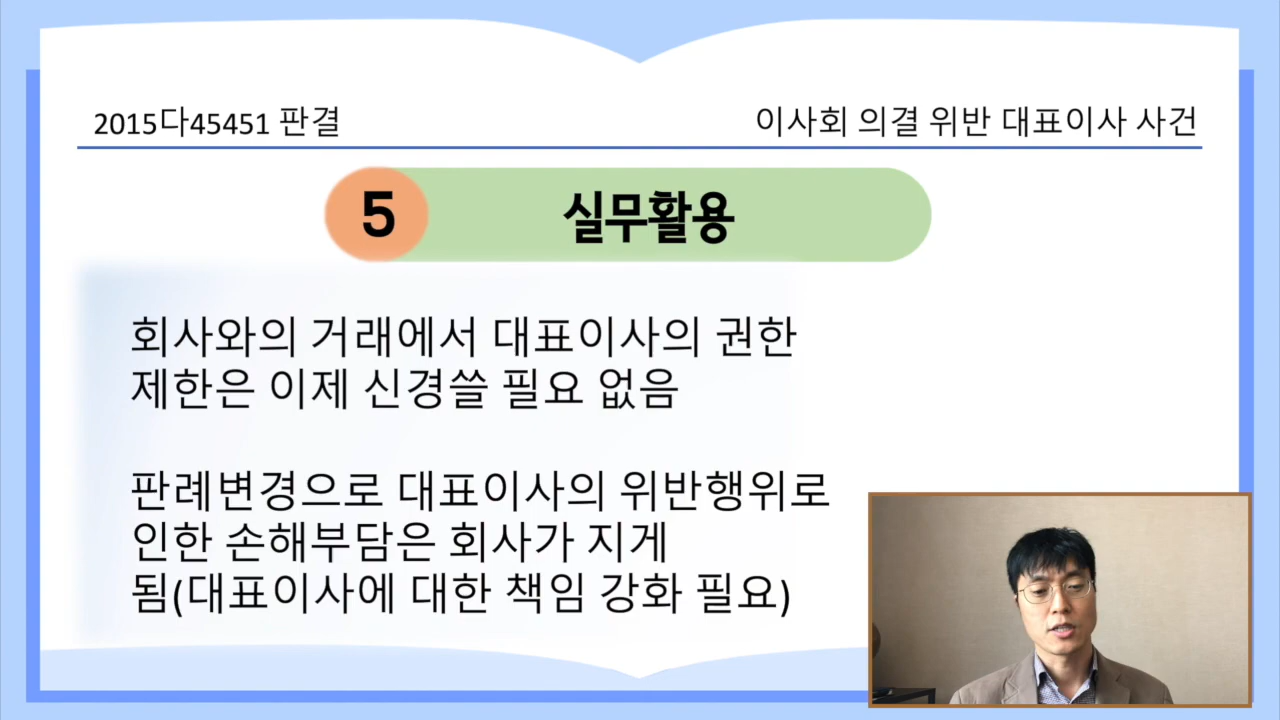 2015다45451 판결
이사회 의결 위반 대표이사 사건
5 실무활용
회사와의 거래에서 대표이사의 권한
제한은 이제 신경쓸 필요 없음
판례변경으로 대표이사의 위반행위로
인한 손해부담은 회사가 지게
됨(대표이사에 대한 책임 강화 필요)